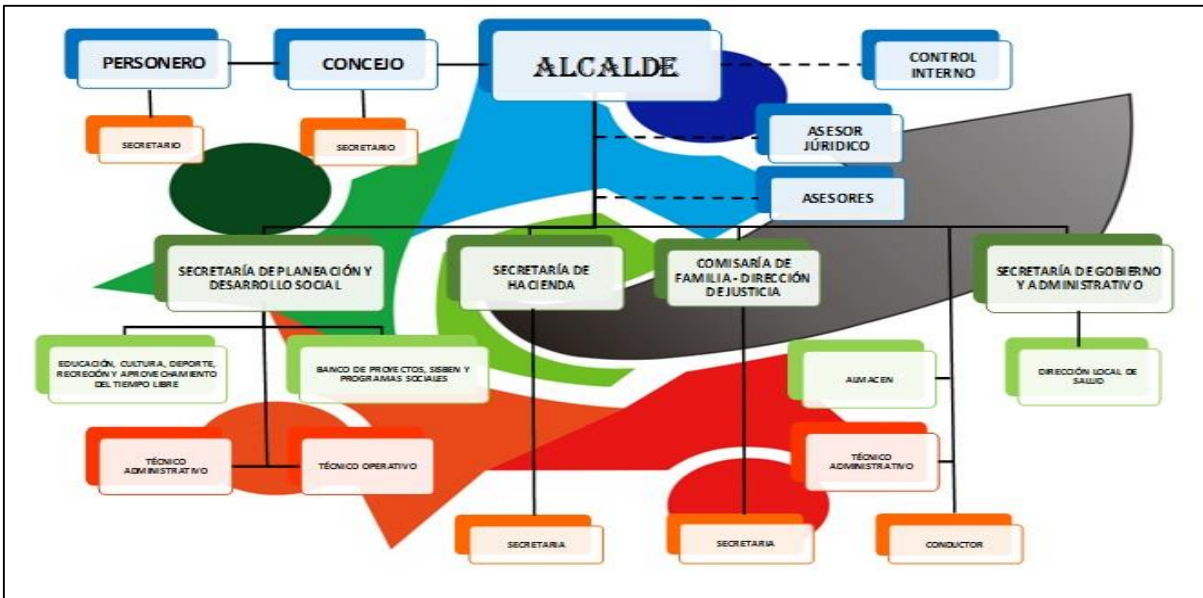 PERSONERO
CONCEJO
ALCALDE
CONTROL
INTERNO
SECRETARIO
SECRETARIO
ASESOR
JÚRIDICO
ASESORES
SECRETARÍA DE PLANEACIÓN Y
DESARROLLO SOCIAL
SECRETARÍA DE
HACIENDA
COMISARÍA DE
FAMILIA - DIRECCIÓN
DE JUSTICIA
SECRETARÍA DE GOBIERNO
Y ADMINISTRATIVO
EDUCACIÓN, CULTURA, DEPORTE,
RECRECIÓN Y APROVECHAMIENTO
DEL TIEMPO LIBRE
BANCO DE PROYECTOS, SISBEN Y
PROGRAMAS SOCIALES
ALMACEN
DIRECCIÓN LOCAL DE
SALUD
TÉCNICO
ADMINISTRATIVO
TÉCNICO OPERATIVO
TÉCNICO
ADMINISTRATIVO
SECRETARIA
SECRETARIA
CONDUCTOR